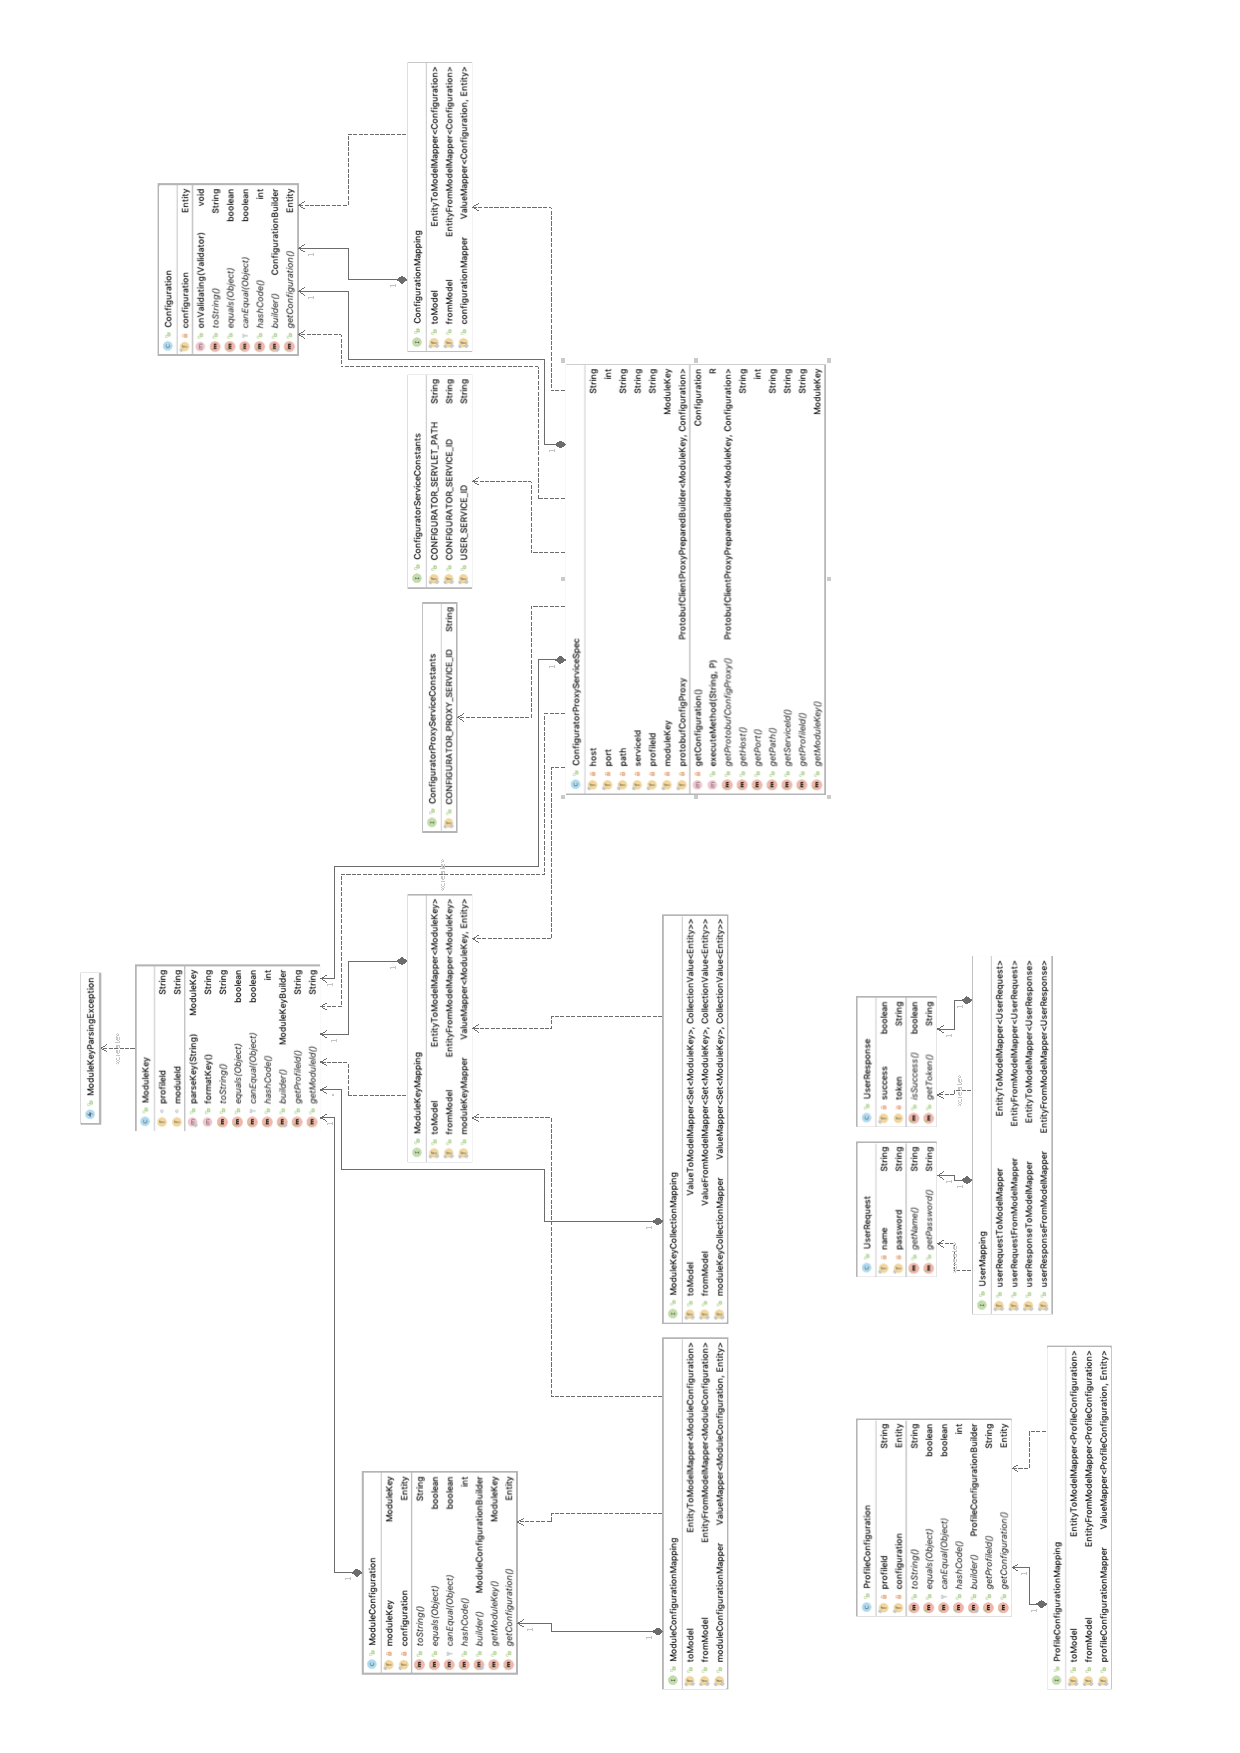 ModuleKeyParsingException
«create»
ModuleKey
profileId String
moduleId String
parseKey(String) ModuleKey
formatKey() String
toString() String
equals(Object) boolean
canEqual(Object) boolean
hashCode() int
builder() ModuleKeyBuilder
getProfileId() String
getModuleId() String
Configuration
configuration Entity
onValidating(Validator) void
toString() String
equals(Object) boolean
canEqual(Object) boolean
hashCode() int
builder() ConfigurationBuilder
getConfiguration() Entity
ModuleConfiguration
moduleKey ModuleKey
configuration Entity
toString() String
equals(Object) boolean
canEqual(Object) boolean
hashCode() int
builder() ModuleConfigurationBuilder
getModuleKey() ModuleKey
getConfiguration() Entity
ModuleKeyMapping
toModel EntityToModelMapper<ModuleKey>
fromModel EntityFromModelMapper<ModuleKey>
moduleKeyMapper ValueMapper<ModuleKey, Entity>
«create»
ConfiguratorProxyServiceConstants
CONFIGURATOR_PROXY_SERVICE_ID String
ConfiguratorServiceConstants
CONFIGURATOR_SERVLET_PATH String
CONFIGURATOR_SERVICE_ID String
USER_SERVICE_ID String
ConfigurationMapping
toModel EntityToModelMapper<Configuration>
fromModel EntityFromModelMapper<Configuration>
configurationMapper ValueMapper<Configuration, Entity>
ConfiguratorProxyServiceSpec
host String
port int
path String
serviceId String
profileId String
moduleKey ModuleKey
protobufConfigProxy ProtobufClientProxyPreparedBuilder<ModuleKey, Configuration>
getConfiguration() Configuration
executeMethod(String, P) R
getProtobufConfigProxy() ProtobufClientProxyPreparedBuilder<ModuleKey, Configuration>
getHost() String
getPort() int
getPath() String
getServiceId() String
getProfileId() String
getModuleKey() ModuleKey
ModuleConfigurationMapping
toModel EntityToModelMapper<ModuleConfiguration>
fromModel EntityFromModelMapper<ModuleConfiguration>
moduleConfigurationMapper ValueMapper<ModuleConfiguration, Entity>
ModuleKeyCollectionMapping
toModel ValueToModelMapper<Set<ModuleKey>, CollectionValue<Entity>>
fromModel ValueFromModelMapper<Set<ModuleKey>, CollectionValue<Entity>>
moduleKeyCollectionMapper ValueMapper<Set<ModuleKey>, CollectionValue<Entity>>
ProfileConfiguration
profileId String
configuration Entity
toString() String
equals(Object) boolean
canEqual(Object) boolean
hashCode() int
builder() ProfileConfigurationBuilder
getProfileId() String
getConfiguration() Entity
UserRequest
name String
password String
getName() String
getPassword() String
UserResponse
success boolean
token String
isSuccess() boolean
getToken() String
«create»
UserMapping
userRequestToModelMapper EntityToModelMapper<UserRequest>
userRequestFromModelMapper EntityFromModelMapper<UserRequest>
userResponseToModelMapper EntityToModelMapper<UserResponse>
userResponseFromModelMapper EntityFromModelMapper<UserResponse>
ProfileConfigurationMapping
toModel EntityToModelMapper<ProfileConfiguration>
fromModel EntityFromModelMapper<ProfileConfiguration>
profileConfigurationMapper ValueMapper<ProfileConfiguration, Entity>